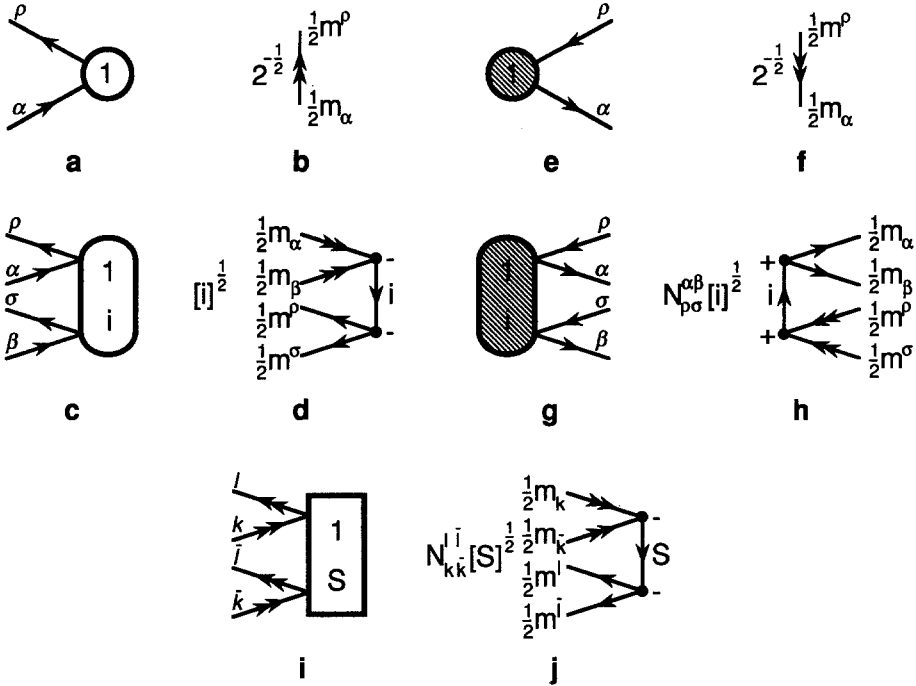 ρ ½mᵖ ρ ½mᵖ
1 2^{-½} 1 2^{-½}
α ½m_α α ½m_α
a b e f
ρ ½m_α ρ ½m_α
α 1 - α 1 +
[i]^{½} ½m_β N^{αβ}_{ρσ}[i]^{½} ½m_β
σ i ½m^ρ i σ i i ½m^ρ
β ½m^σ - β + ½m^σ
c d g h
l ½m_k -
k 1 N^{l l̄}_{k k̄}[S]^{½} ½m_k̄
l̄ S ½m^l S
k̄ ½m^l̄ -
i j